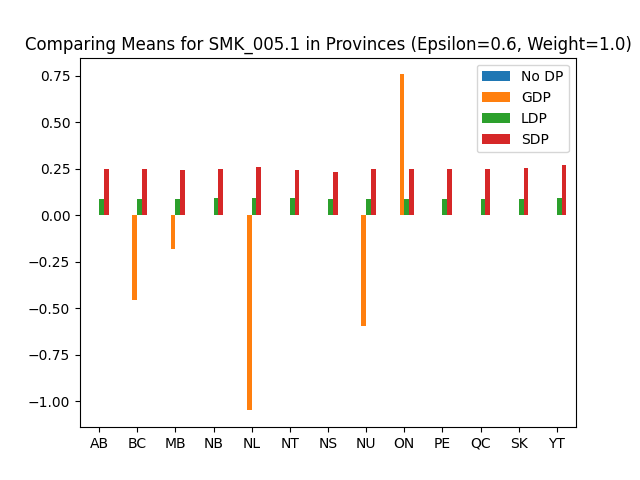 Comparing Means for SMK_005.1 in Provinces (Epsilon=0.6, Weight=1.0)
No DP
GDP
LDP
SDP
0.75
0.50
0.25
0.00
−0.25
−0.50
−0.75
−1.00
AB BC MB NB NL NT NS NU ON PE QC SK YT